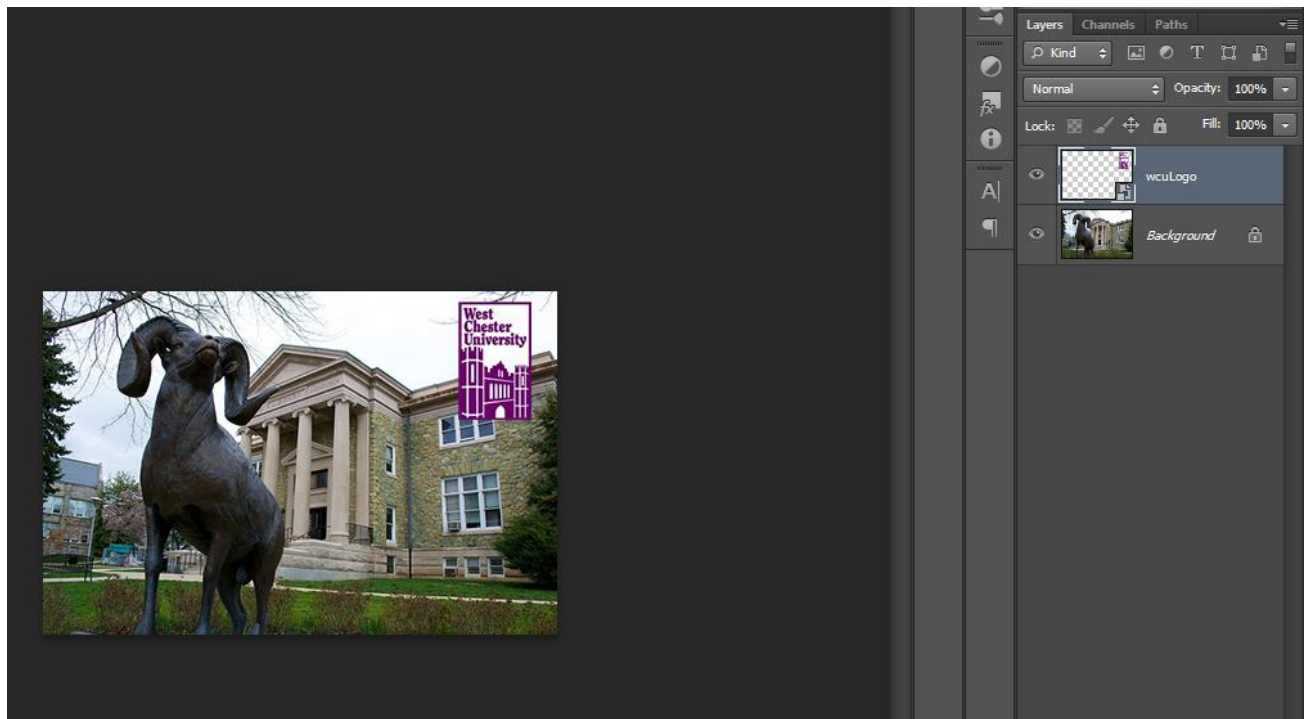 Layers Channels Paths
Kind
Normal Opacity: 100%
Lock: Fill: 100%
wcuLogo
Background
West
Chester
University